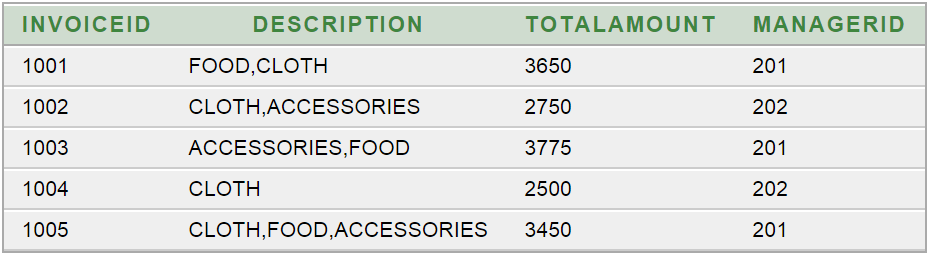 INVOICEID DESCRIPTION TOTALAMOUNT MANAGERID
1001 FOOD,CLOTH 3650 201
1002 CLOTH,ACCESSORIES 2750 202
1003 ACCESSORIES,FOOD 3775 201
1004 CLOTH 2500 202
1005 CLOTH,FOOD,ACCESSORIES 3450 201